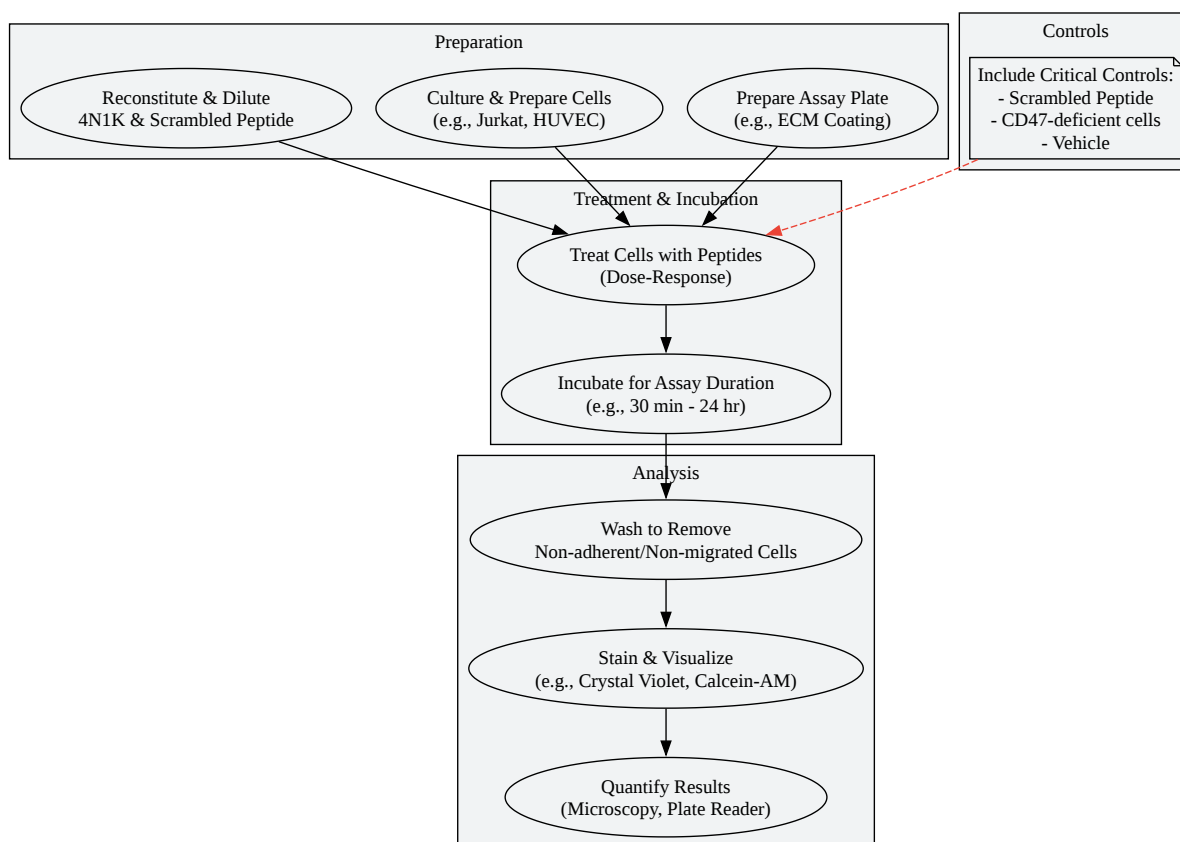 Preparation
Reconstitute & Dilute
4N1K & Scrambled Peptide
Culture & Prepare Cells
(e.g., Jurkat, HUVEC)
Prepare Assay Plate
(e.g., ECM Coating)
Controls
Include Critical Controls:
- Scrambled Peptide
- CD47-deficient cells
- Vehicle
Treatment & Incubation
Treat Cells with Peptides
(Dose-Response)
Incubate for Assay Duration
(e.g., 30 min - 24 hr)
Analysis
Wash to Remove
Non-adherent/Non-migrated Cells
Stain & Visualize
(e.g., Crystal Violet, Calcein-AM)
Quantify Results
(Microscopy, Plate Reader)